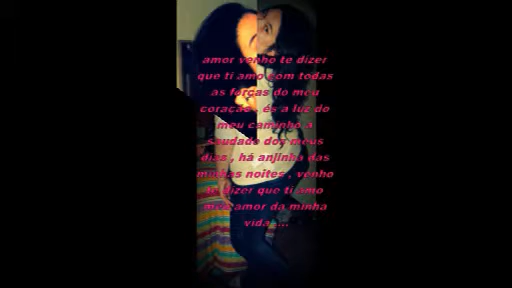 amor venho te dizer
que ti amo com todas
as forças do meu
coração , és a luz do
meu caminho a
saudade dos meus
dias , há anjinha das
minhas noites , venho
te dizer que ti amo
meu amor da minha
vida ....